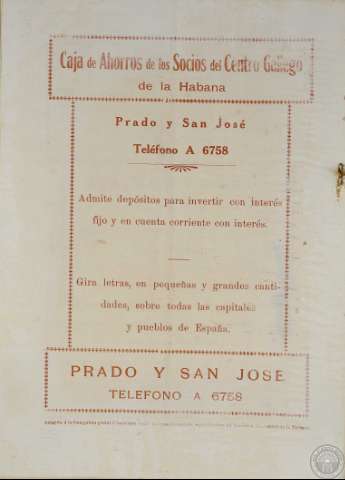 Caja de Ahorros de los Socios del Centro Gallego
de la Habana
Prado y San José
Teléfono A 6758
Admite depósitos para invertir con interés
fijo y en cuenta corriente con interés.
Gira letras, en pequeñas y grandes canti-
dades, sobre todas las capitales
y pueblos de España.
PRADO Y SAN JOSE
TELEFONO A 6758